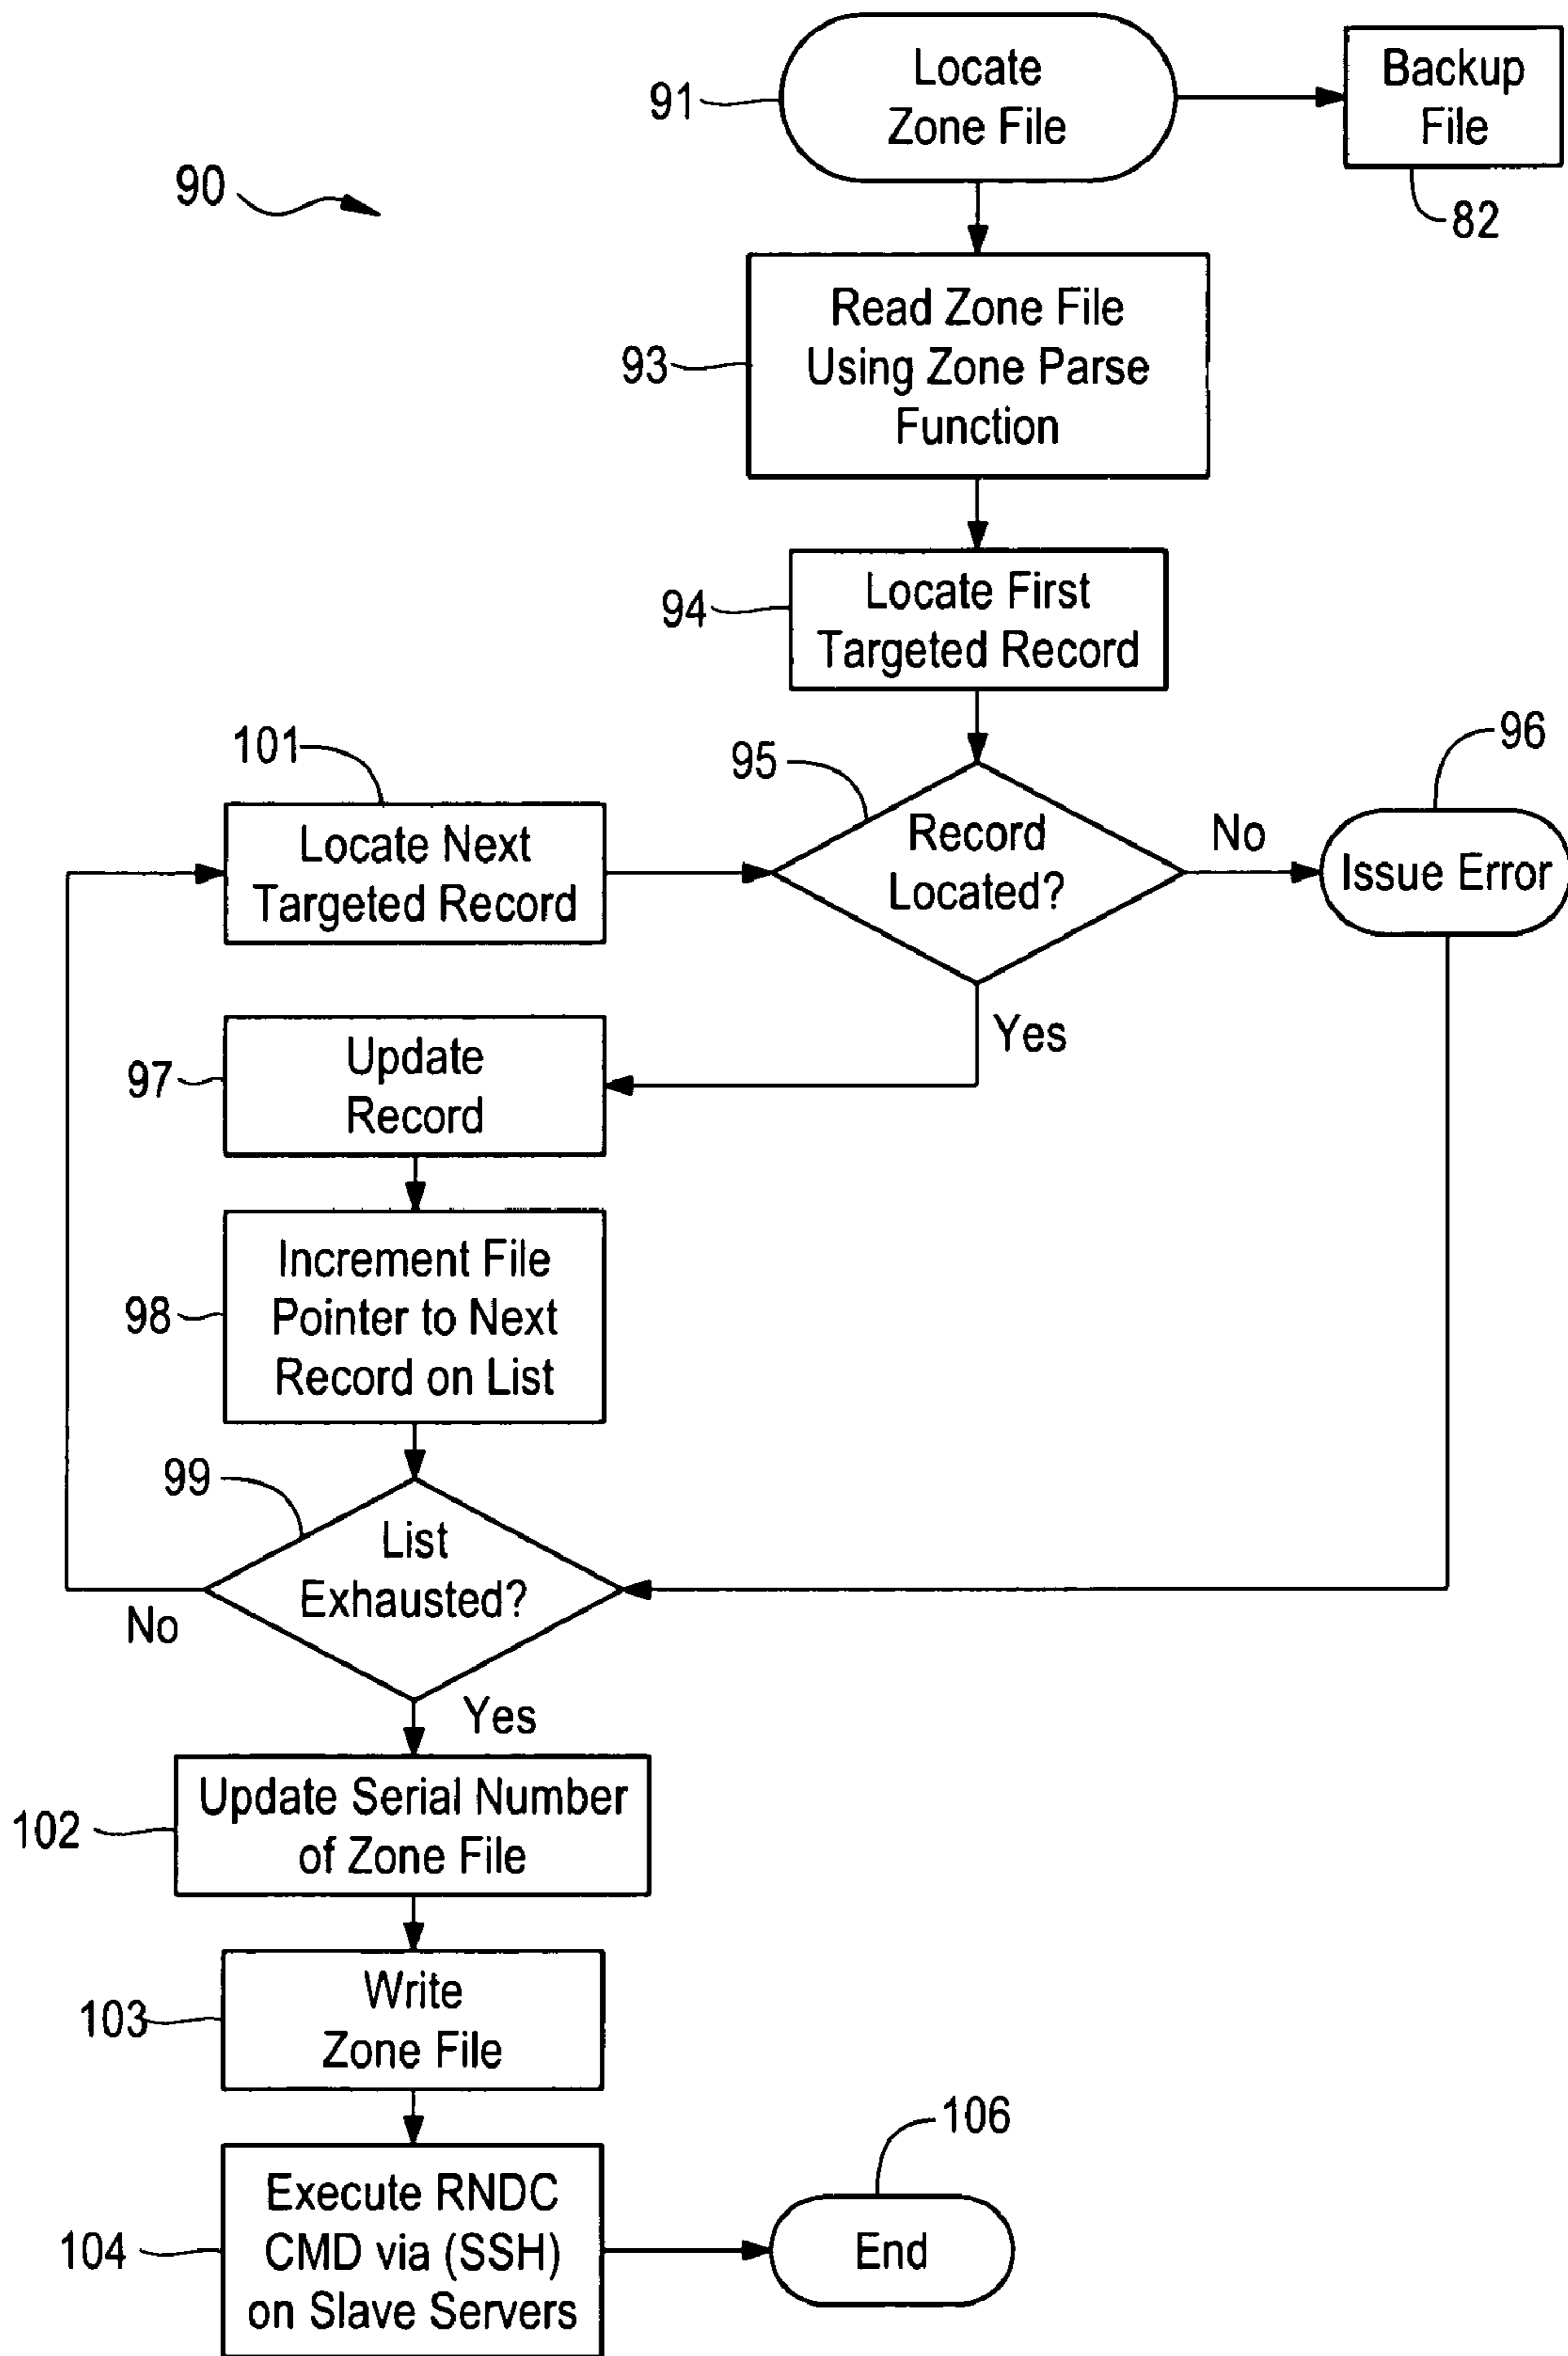 91
Locate
Zone File
Backup
File
82
90
93
Read Zone File
Using Zone Parse
Function
94
Locate First
Targeted Record
101
95
96
Locate Next
Targeted Record
Record
Located?
No
Issue Error
Yes
97
Update
Record
98
Increment File
Pointer to Next
Record on List
99
List
Exhausted?
No
Yes
102
Update Serial Number
of Zone File
103
Write
Zone File
104
Execute RNDC
CMD via (SSH)
on Slave Servers
106
End